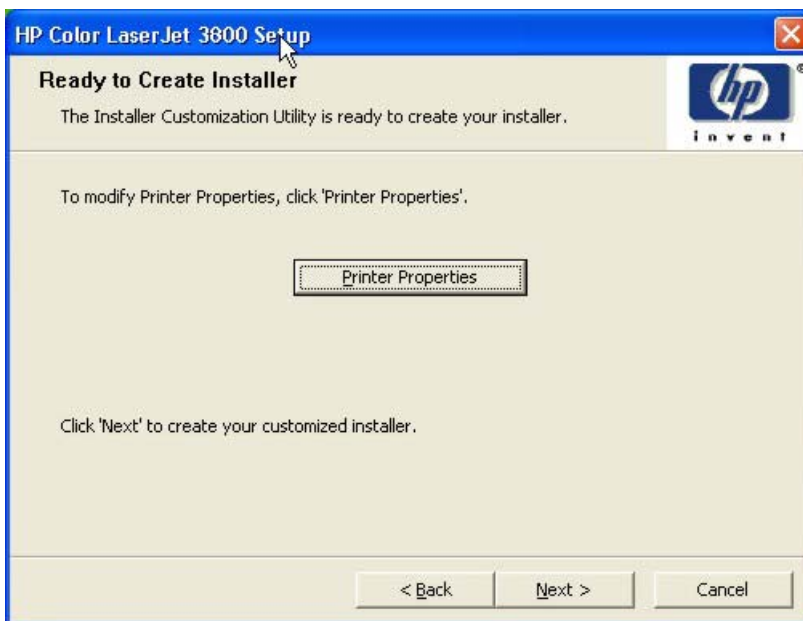 HP Color LaserJet 3800 Setup
Ready to Create Installer
The Installer Customization Utility is ready to create your installer.
hp
®
invent
To modify Printer Properties, click 'Printer Properties'.
Printer Properties
Click 'Next' to create your customized installer.
< Back
Next >
Cancel